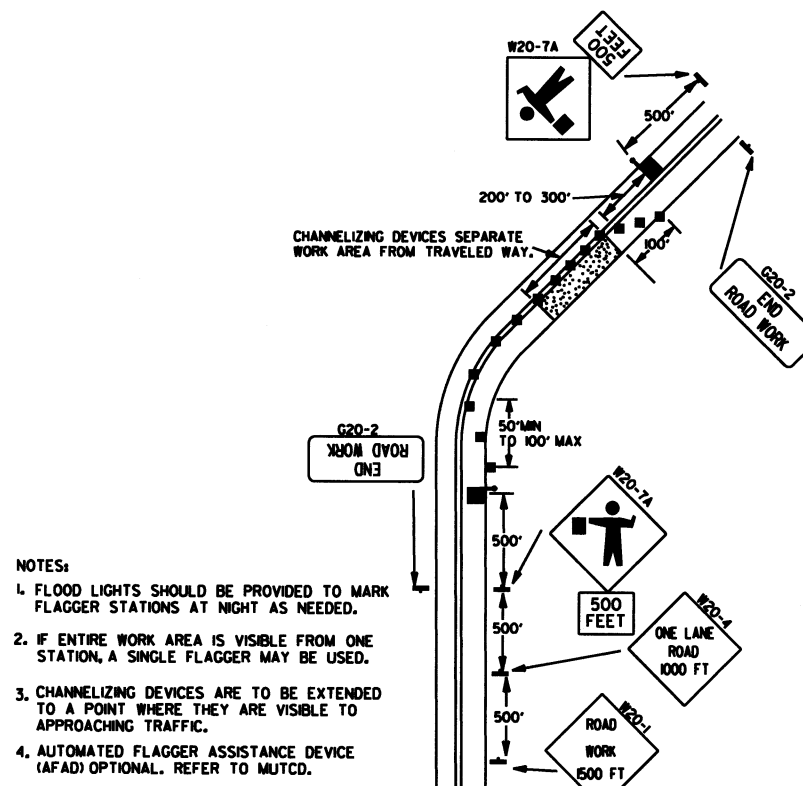 W20-7A
500
FEET
500'
200' TO 300'
CHANNELIZING DEVICES SEPARATE
WORK AREA FROM TRAVELED WAY.
100'
G20-2
END
ROAD WORK
50'MIN
TO 100' MAX
G20-2
END
ROAD WORK
W20-7A
500'
500
FEET
500'
W20-4
ONE LANE
ROAD
1000 FT
500'
W20-1
ROAD
WORK
1500 FT
NOTES:
1. FLOOD LIGHTS SHOULD BE PROVIDED TO MARK
FLAGGER STATIONS AT NIGHT AS NEEDED.
2. IF ENTIRE WORK AREA IS VISIBLE FROM ONE
STATION, A SINGLE FLAGGER MAY BE USED.
3. CHANNELIZING DEVICES ARE TO BE EXTENDED
TO A POINT WHERE THEY ARE VISIBLE TO
APPROACHING TRAFFIC.
4. AUTOMATED FLAGGER ASSISTANCE DEVICE
(AFAD) OPTIONAL. REFER TO MUTCD.